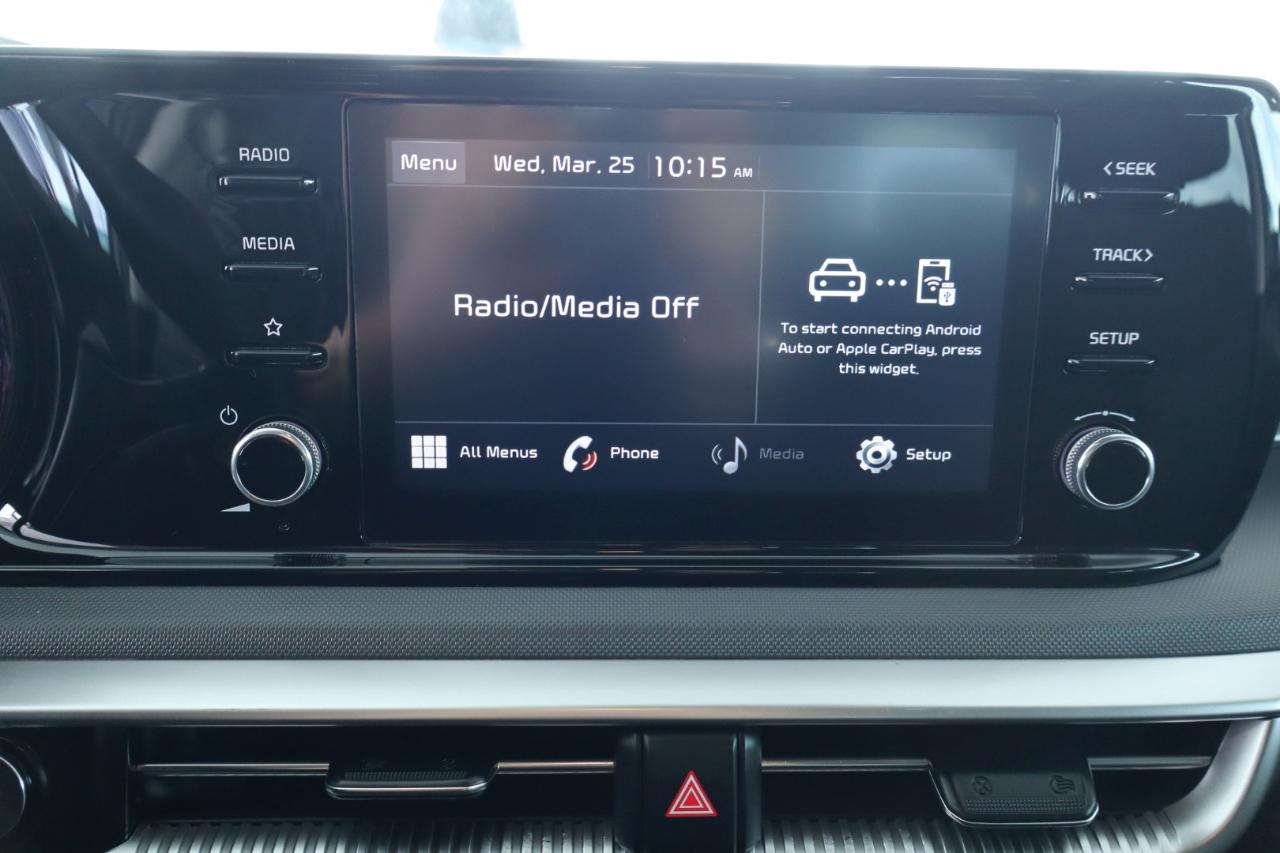 RADIO
MEDIA
Menu Wed, Mar. 25 10:15 AM
Radio/Media Off
To start connecting Android
Auto or Apple CarPlay, press
this widget.
All Menus Phone Media Setup
<SEEK
TRACK>
SETUP